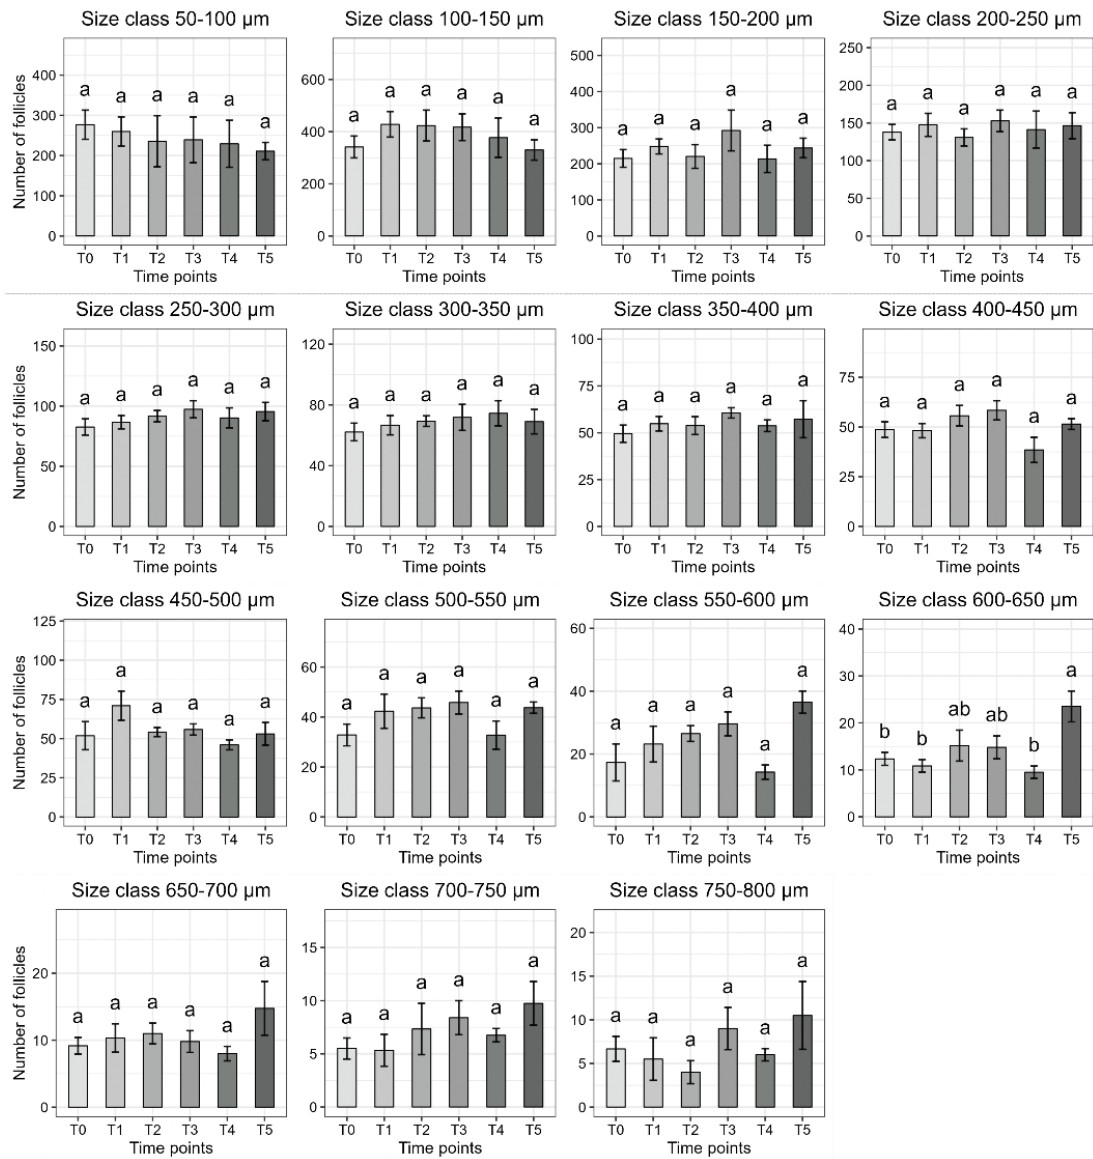 Size class 50-100 µm
Size class 100-150 µm
Size class 150-200 µm
Size class 200-250 µm
Number of follicles
400
300
200
100
0
a a a a a a
T0 T1 T2 T3 T4 T5
Time points
600
400
200
0
a a a a a a
T0 T1 T2 T3 T4 T5
Time points
500
400
300
200
100
0
a a a a a a
T0 T1 T2 T3 T4 T5
Time points
250
200
150
100
50
0
a a a a a a
T0 T1 T2 T3 T4 T5
Time points
Size class 250-300 µm
Size class 300-350 µm
Size class 350-400 µm
Size class 400-450 µm
Number of follicles
150
100
50
0
a a a a a a
T0 T1 T2 T3 T4 T5
Time points
120
80
40
0
a a a a a a
T0 T1 T2 T3 T4 T5
Time points
100
75
50
25
0
a a a a a a
T0 T1 T2 T3 T4 T5
Time points
75
50
25
0
a a a a a a
T0 T1 T2 T3 T4 T5
Time points
Size class 450-500 µm
Size class 500-550 µm
Size class 550-600 µm
Size class 600-650 µm
Number of follicles
125
100
75
50
25
0
a a a a a a
T0 T1 T2 T3 T4 T5
Time points
60
40
20
0
a a a a a a
T0 T1 T2 T3 T4 T5
Time points
60
40
20
0
a a a a a a
T0 T1 T2 T3 T4 T5
Time points
40
30
20
10
0
b b ab ab b a
T0 T1 T2 T3 T4 T5
Time points
Size class 650-700 µm
Size class 700-750 µm
Size class 750-800 µm
Number of follicles
20
10
0
a a a a a a
T0 T1 T2 T3 T4 T5
Time points
15
10
5
0
a a a a a a
T0 T1 T2 T3 T4 T5
Time points
20
15
10
5
0
a a a a a a
T0 T1 T2 T3 T4 T5
Time points